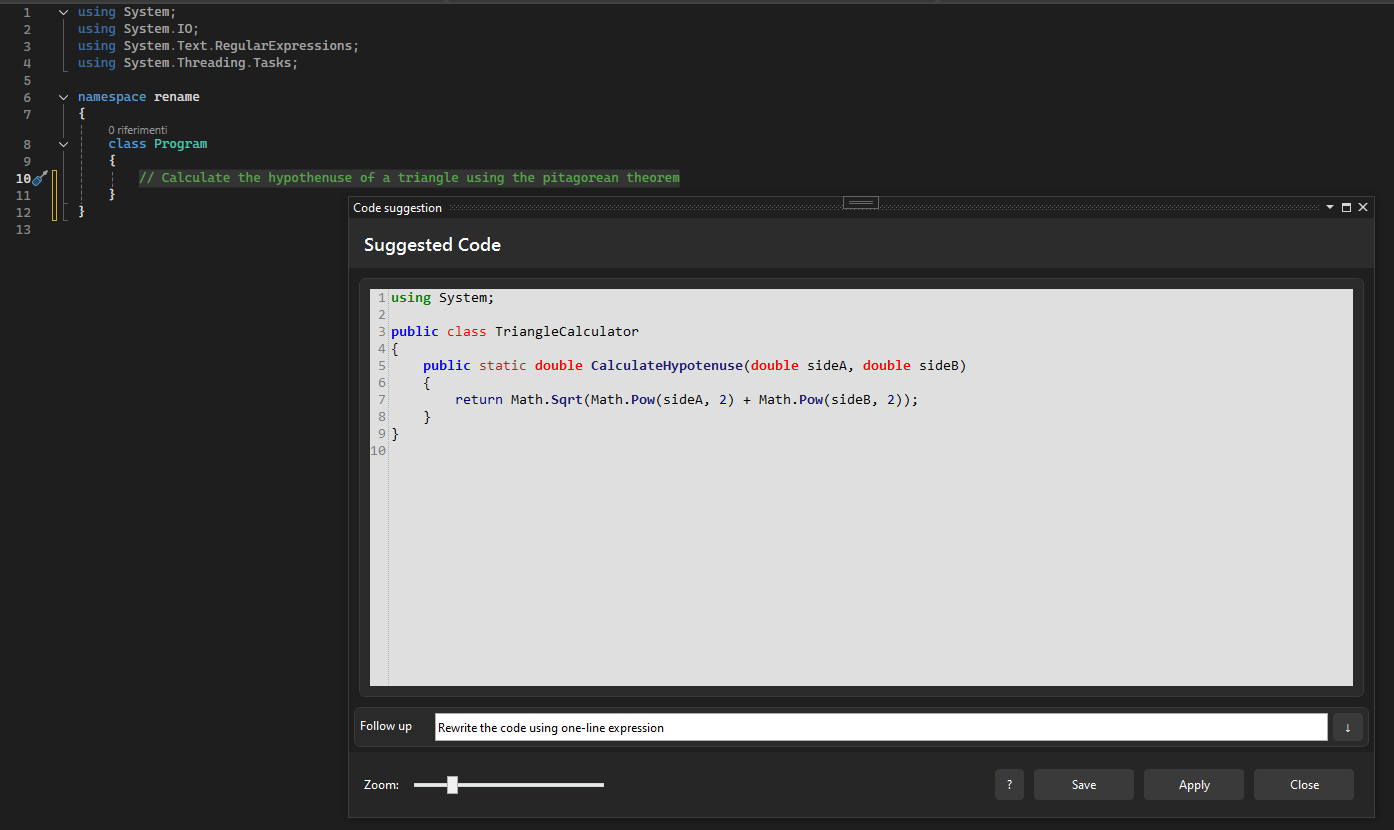 1 using System;
2 using System.IO;
3 using System.Text.RegularExpressions;
4 using System.Threading.Tasks;
5
6 namespace rename
7 {
0 riferimenti
8 class Program
9 {
10 // Calculate the hypothenuse of a triangle using the pitagorean theorem
11 }
12 }
13
Code suggestion
Suggested Code
1 using System;
2
3 public class TriangleCalculator
4 {
5 public static double CalculateHypotenuse(double sideA, double sideB)
6 {
7 return Math.Sqrt(Math.Pow(sideA, 2) + Math.Pow(sideB, 2));
8 }
9 }
10
Follow up Rewrite the code using one-line expression ↓
Zoom: ? Save Apply Close